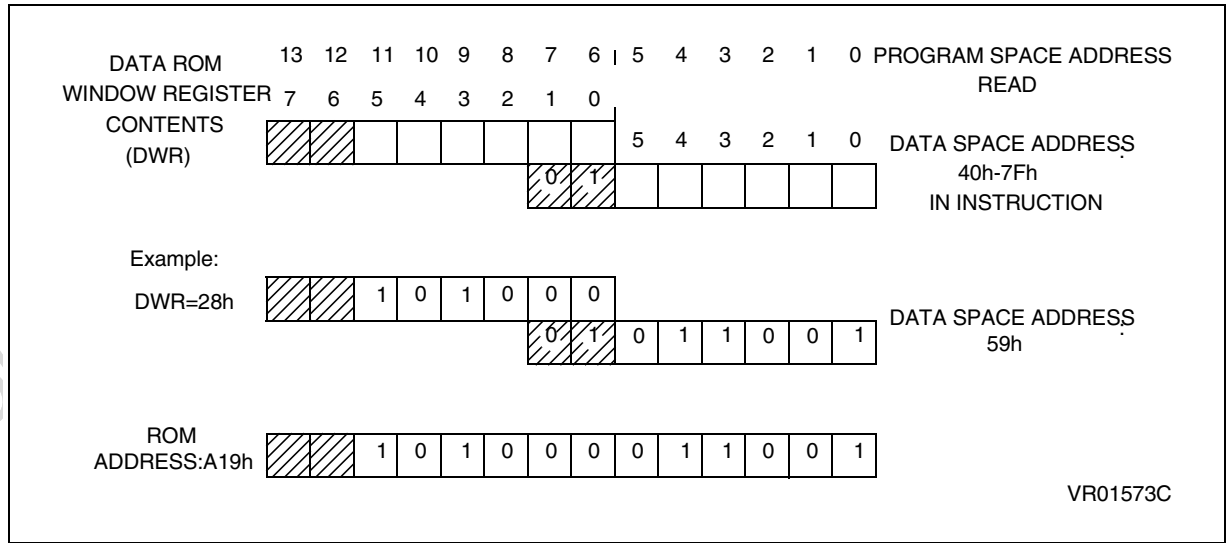 13 12 11 10 9 8 7 6 5 4 3 2 1 0 PROGRAM SPACE ADDRESS
READ
DATA ROM
WINDOW REGISTER 7 6 5 4 3 2 1 0
CONTENTS
(DWR)
5 4 3 2 1 0 DATA SPACE ADDRESS
:
0 1
40h-7Fh
IN INSTRUCTION
Example:
DWR=28h
1 0 1 0 0 0
0 1 0 1 1 0 0 1
DATA SPACE ADDRESS
:
59h
ROM
ADDRESS:A19h
1 0 1 0 0 0 0 1 1 0 0 1
VR01573C